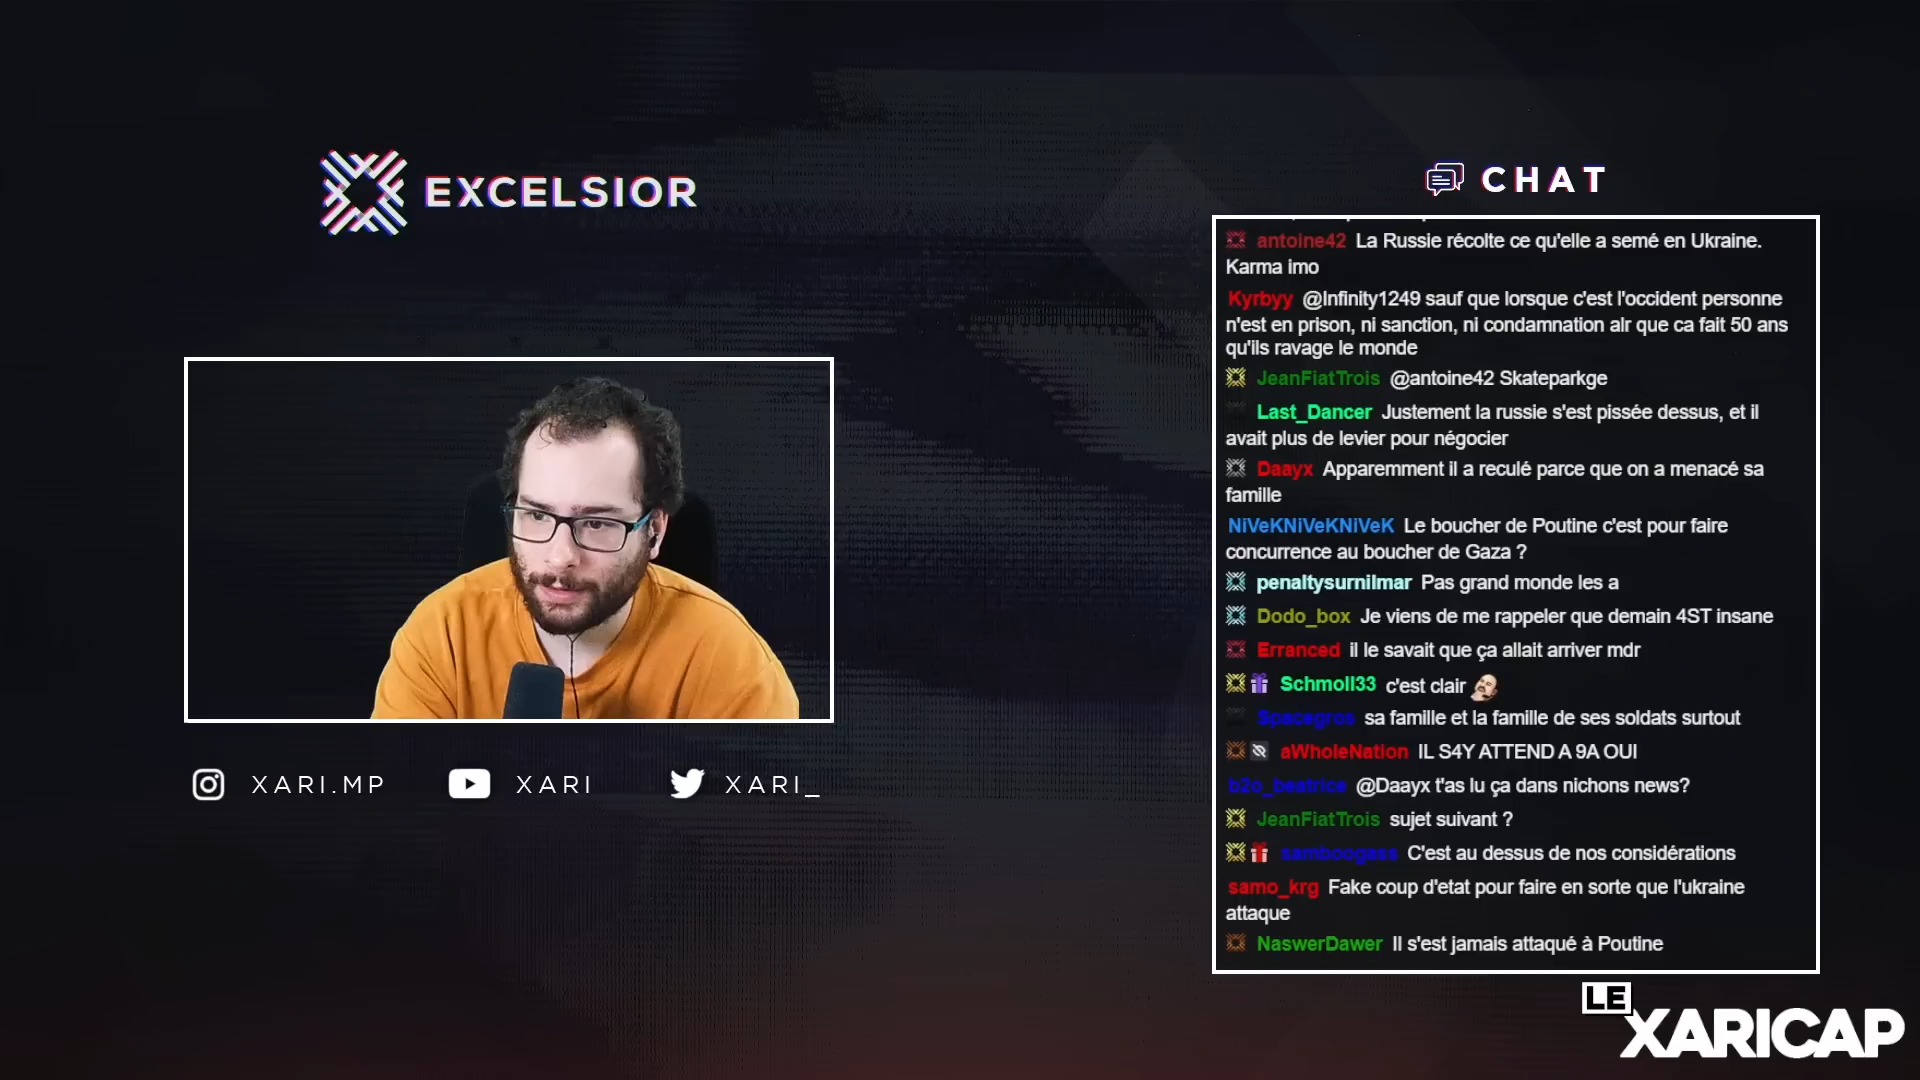 EXCELSIOR
XARI.MP
XARI
XARI_
CHAT
antoine42 La Russie récolte ce qu'elle a semé en Ukraine.
Karma imo
Kyrbyy @Infinity1249 sauf que lorsque c'est l'occident personne
n'est en prison, ni sanction, ni condamnation alr que ca fait 50 ans
qu'ils ravage le monde
JeanFiatTrois @antoine42 Skateparkge
Last_Dancer Justement la russie s'est pissée dessus, et il
avait plus de levier pour négocier
Daayx Apparemment il a reculé parce que on a menacé sa
famille
NiVeKNiVeKNiVeK Le boucher de Poutine c'est pour faire
concurrence au boucher de Gaza ?
penaltysurnilmar Pas grand monde les a
Dodo_box Je viens de me rappeler que demain 4ST insane
Erranced il le savait que ça allait arriver mdr
Schmoll33 c'est clair
Spacegros sa famille et la famille de ses soldats surtout
aWholeNation IL S4Y ATTEND A 9A OUI
b2o_beatrice @Daayx t'as lu ça dans nichons news?
JeanFiatTrois sujet suivant ?
samboogass C'est au dessus de nos considérations
samo_krg Fake coup d'etat pour faire en sorte que l'ukraine
attaque
NaswerDawer Il s'est jamais attaqué à Poutine
LE
XARICAP